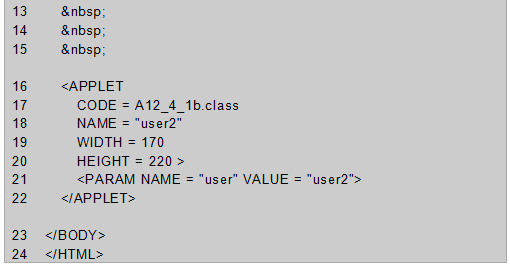 13 &nbsp;
14 &nbsp;
15 &nbsp;
16 <APPLET
17 CODE = A12_4_1b.class
18 NAME = "user2"
19 WIDTH = 170
20 HEIGHT = 220 >
21 <PARAM NAME = "user" VALUE = "user2">
22 </APPLET>
23 </BODY>
24 </HTML>